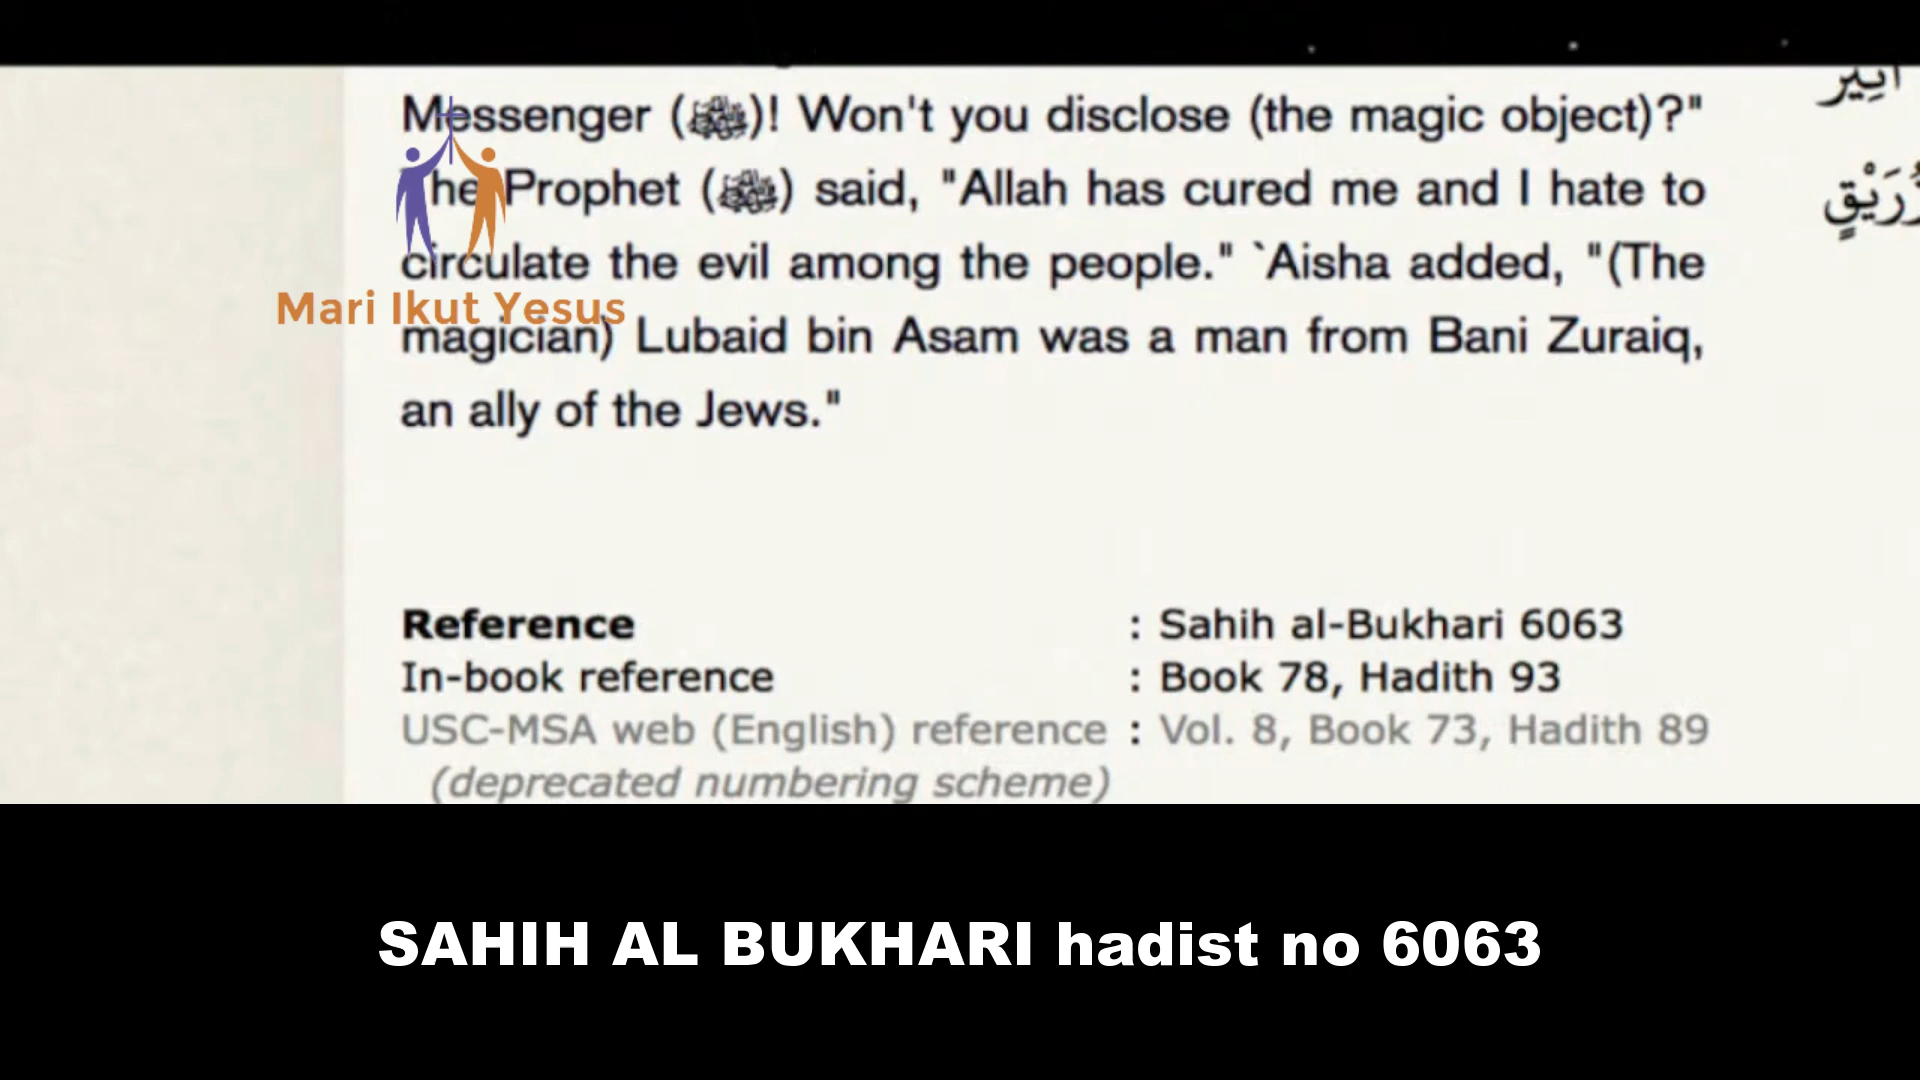 Messenger (ﷺ)! Won't you disclose (the magic object)?"
The Prophet (ﷺ) said, "Allah has cured me and I hate to
circulate the evil among the people." `Aisha added, "(The
Mari Ikut Yesus
magician) Lubaid bin Asam was a man from Bani Zuraiq,
an ally of the Jews."
Reference : Sahih al-Bukhari 6063
In-book reference : Book 78, Hadith 93
USC-MSA web (English) reference : Vol. 8, Book 73, Hadith 89
(deprecated numbering scheme)
SAHIH AL BUKHARI hadist no 6063